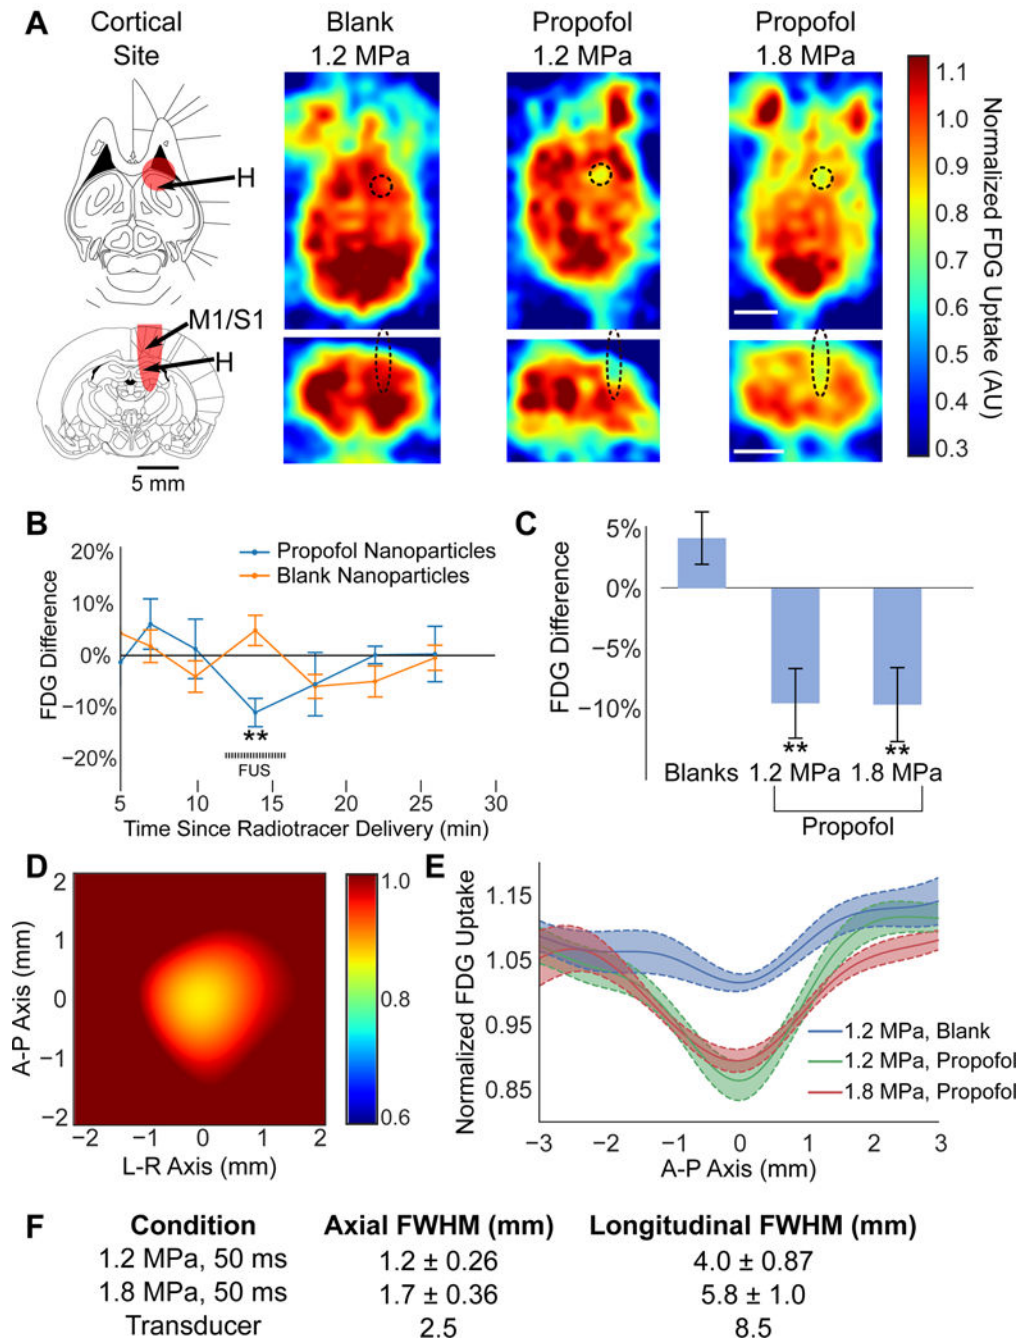 A
Cortical Site
Blank 1.2 MPa
Propofol 1.2 MPa
Propofol 1.8 MPa
H
M1/S1
H
5 mm
1.1
1.0
0.9
0.8
0.7
0.6
0.5
0.4
0.3
Normalized FDG Uptake (AU)
B
Propofol Nanoparticles
Blank Nanoparticles
20%
10%
0%
−10%
−20%
FDG Difference
**
FUS
5 10 15 20 25 30
Time Since Radiotracer Delivery (min)
C
5%
0%
−5%
−10%
FDG Difference
** **
Blanks 1.2 MPa 1.8 MPa
Propofol
D
2
1
0
−1
−2
A-P Axis (mm)
−2 −1 0 1 2
L-R Axis (mm)
1.0
0.8
0.6
E
1.15
1.05
0.95
0.85
Normalized FDG Uptake
1.2 MPa, Blank
1.2 MPa, Propofol
1.8 MPa, Propofol
−3 −2 −1 0 1 2 3
A-P Axis (mm)
F
Condition Axial FWHM (mm) Longitudinal FWHM (mm)
1.2 MPa, 50 ms 1.2 ± 0.26 4.0 ± 0.87
1.8 MPa, 50 ms 1.7 ± 0.36 5.8 ± 1.0
Transducer 2.5 8.5